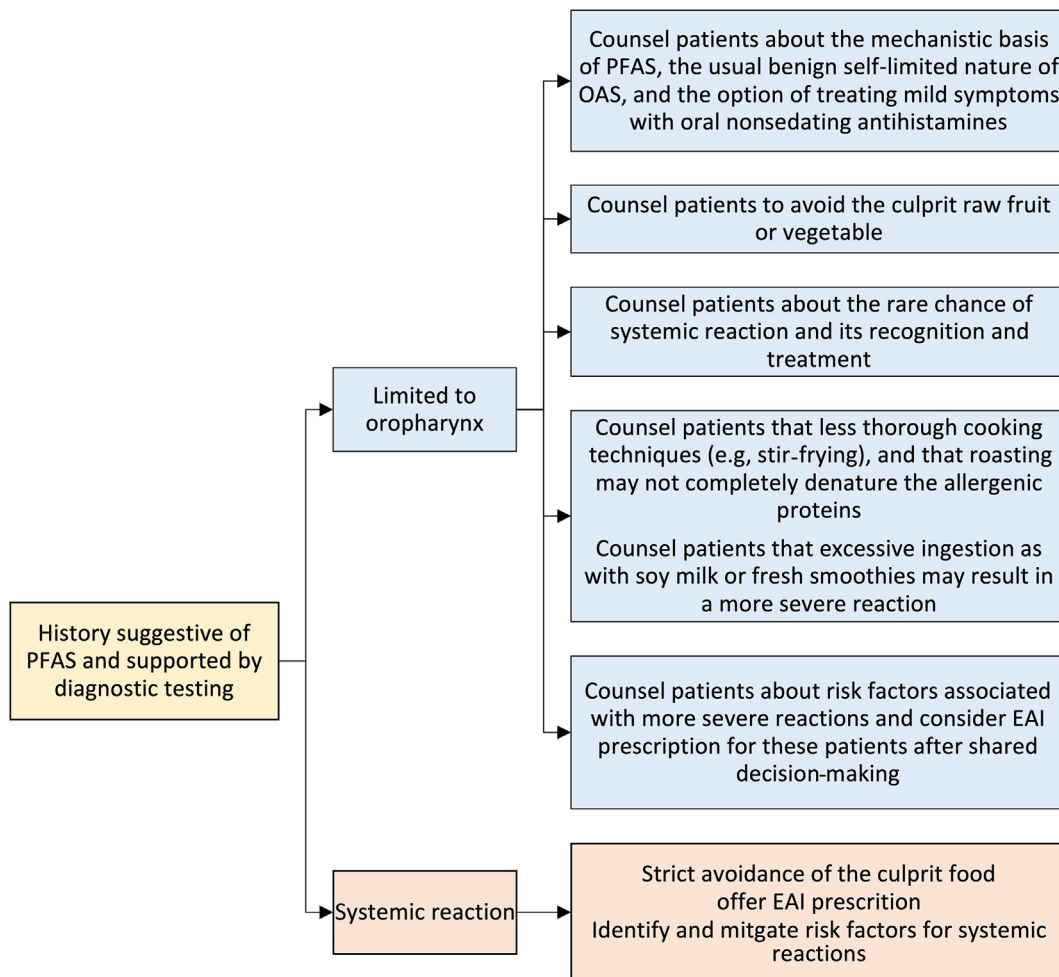 Counsel patients about the mechanistic basis
of PFAS, the usual benign self-limited nature of
OAS, and the option of treating mild symptoms
with oral nonsedating antihistamines
Counsel patients to avoid the culprit raw fruit
or vegetable
Counsel patients about the rare chance of
systemic reaction and its recognition and
treatment
Limited to
oropharynx
Counsel patients that less thorough cooking
techniques (e.g, stir-frying), and that roasting
may not completely denature the allergenic
proteins
Counsel patients that excessive ingestion as
with soy milk or fresh smoothies may result in
a more severe reaction
History suggestive of
PFAS and supported by
diagnostic testing
Counsel patients about risk factors associated
with more severe reactions and consider EAI
prescription for these patients after shared
decision-making
Systemic reaction
Strict avoidance of the culprit food
offer EAI prescrition
Identify and mitgate risk factors for systemic
reactions